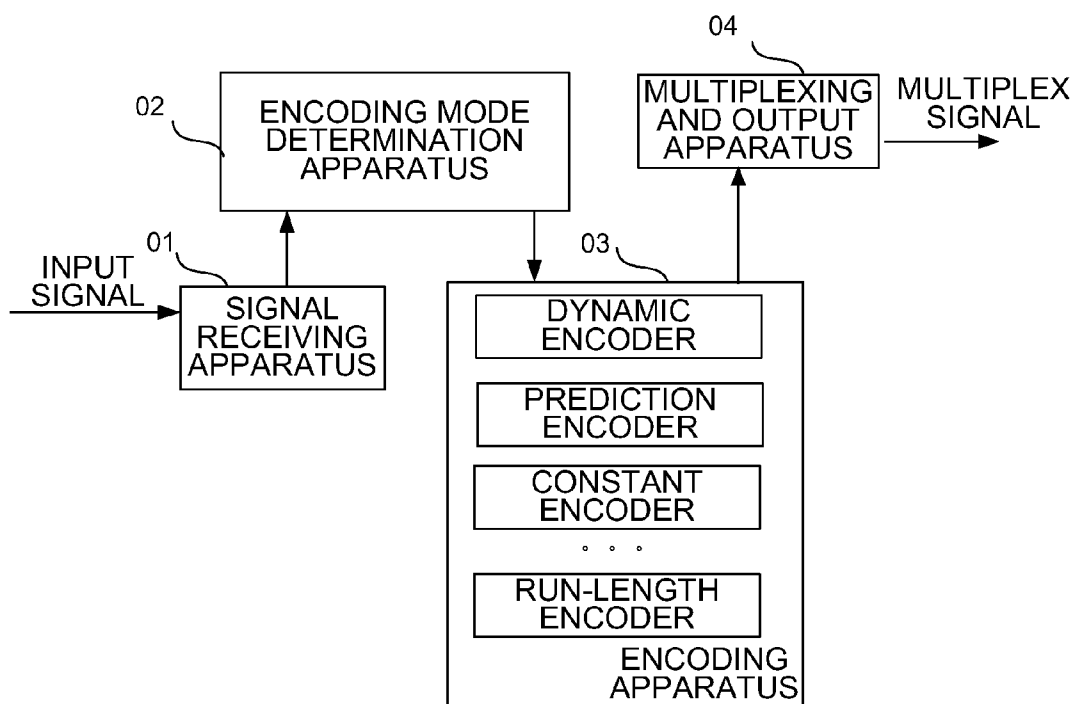 04
MULTIPLEXING
AND OUTPUT
APPARATUS
MULTIPLEX
SIGNAL
02
ENCODING MODE
DETERMINATION
APPARATUS
01
INPUT
SIGNAL
SIGNAL
RECEIVING
APPARATUS
03
DYNAMIC
ENCODER
PREDICTION
ENCODER
CONSTANT
ENCODER
。。。
RUN-LENGTH
ENCODER
ENCODING
APPARATUS